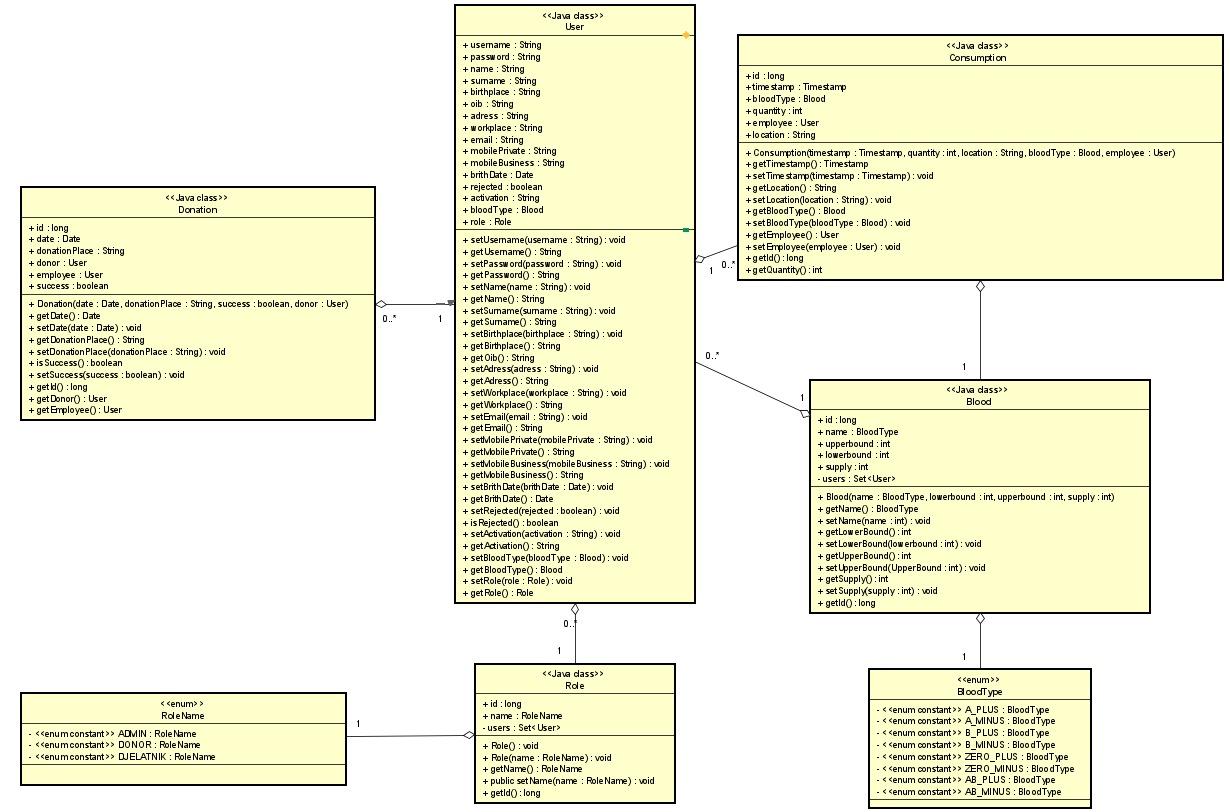 <<Java class>>
User
+ username : String
+ password : String
+ name : String
+ surname : String
+ birthplace : String
+ oib : String
+ adress : String
+ workplace : String
+ email : String
+ mobilePrivate : String
+ mobileBusiness : String
+ brithDate : Date
+ rejected : boolean
+ activation : String
+ bloodType : Blood
+ role : Role
+ setUsername(username : String) : void
+ getUsername() : String
+ setPassword(password : String) : void
+ getPassword() : String
+ setName(name : String) : void
+ getName() : String
+ setSurname(surname : String) : void
+ getSurname() : String
+ setBirthplace(birthplace : String) : void
+ getBirthplace() : String
+ getOib() : String
+ setAdress(adress : String) : void
+ getAdress() : String
+ setWorkplace(workplace : String) : void
+ getWorkplace() : String
+ setEmail(email : String) : void
+ getEmail() : String
+ setMobilePrivate(mobilePrivate : String) : void
+ getMobilePrivate() : String
+ setMobileBusiness(mobileBusiness : String) : void
+ getMobileBusiness() : String
+ setBrithDate(brithDate : Date) : void
+ getBrithDate() : Date
+ setRejected(rejected : boolean) : void
+ isRejected() : boolean
+ setActivation(activation : String) : void
+ getActivation() : String
+ setBloodType(bloodType : Blood) : void
+ getBloodType() : Blood
+ setRole(role : Role) : void
+ getRole() : Role
<<Java class>>
Consumption
+ id : long
+ timestamp : Timestamp
+ bloodType : Blood
+ quantity : int
+ employee : User
+ location : String
+ Consumption(timestamp : Timestamp, quantity : int, location : String, bloodType : Blood, employee : User)
+ getTimestamp() : Timestamp
+ setTimestamp(timestamp : Timestamp) : void
+ getLocation() : String
+ setLocation(location : String) : void
+ getBloodType() : Blood
+ setBloodType(bloodType : Blood) : void
+ getEmployee() : User
+ setEmployee(employee : User) : void
+ getId() : long
+ getQuantity() : int
<<Java class>>
Donation
+ id : long
+ date : Date
+ donationPlace : String
+ donor : User
+ employee : User
+ success : boolean
+ Donation(date : Date, donationPlace : String, success : boolean, donor : User)
+ getDate() : Date
+ setDate(date : Date) : void
+ getDonationPlace() : String
+ setDonationPlace(donationPlace : String) : void
+ isSuccess() : boolean
+ setSuccess(success : boolean) : void
+ getId() : long
+ getDonor() : User
+ getEmployee() : User
0..*
1
1
0..*
0..*
1
1
<<Java class>>
Blood
+ id : long
+ name : BloodType
+ upperbound : int
+ lowerbound : int
+ supply : int
- users : Set<User>
+ Blood(name : BloodType, lowerbound : int, upperbound : int, supply : int)
+ getName() : BloodType
+ setName(name : int) : void
+ getLowerBound() : int
+ setLowerBound(lowerbound : int) : void
+ getUpperBound() : int
+ setUpperBound(UpperBound : int) : void
+ getSupply() : int
+ setSupply(supply : int) : void
+ getId() : long
0..*
1
1
<<Java class>>
Role
+ id : long
+ name : RoleName
- users : Set<User>
+ Role() : void
+ Role(name : RoleName) : void
+ getName() : RoleName
+ public setName(name : RoleName) : void
+ getId() : long
1
<<enum>>
RoleName
- <<enum constant>> ADMIN : RoleName
- <<enum constant>> DONOR : RoleName
- <<enum constant>> DJELATNIK : RoleName
<<enum>>
BloodType
- <<enum constant>> A_PLUS : BloodType
- <<enum constant>> A_MINUS : BloodType
- <<enum constant>> B_PLUS : BloodType
- <<enum constant>> B_MINUS : BloodType
- <<enum constant>> ZERO_PLUS : BloodType
- <<enum constant>> ZERO_MINUS : BloodType
- <<enum constant>> AB_PLUS : BloodType
- <<enum constant>> AB_MINUS : BloodType